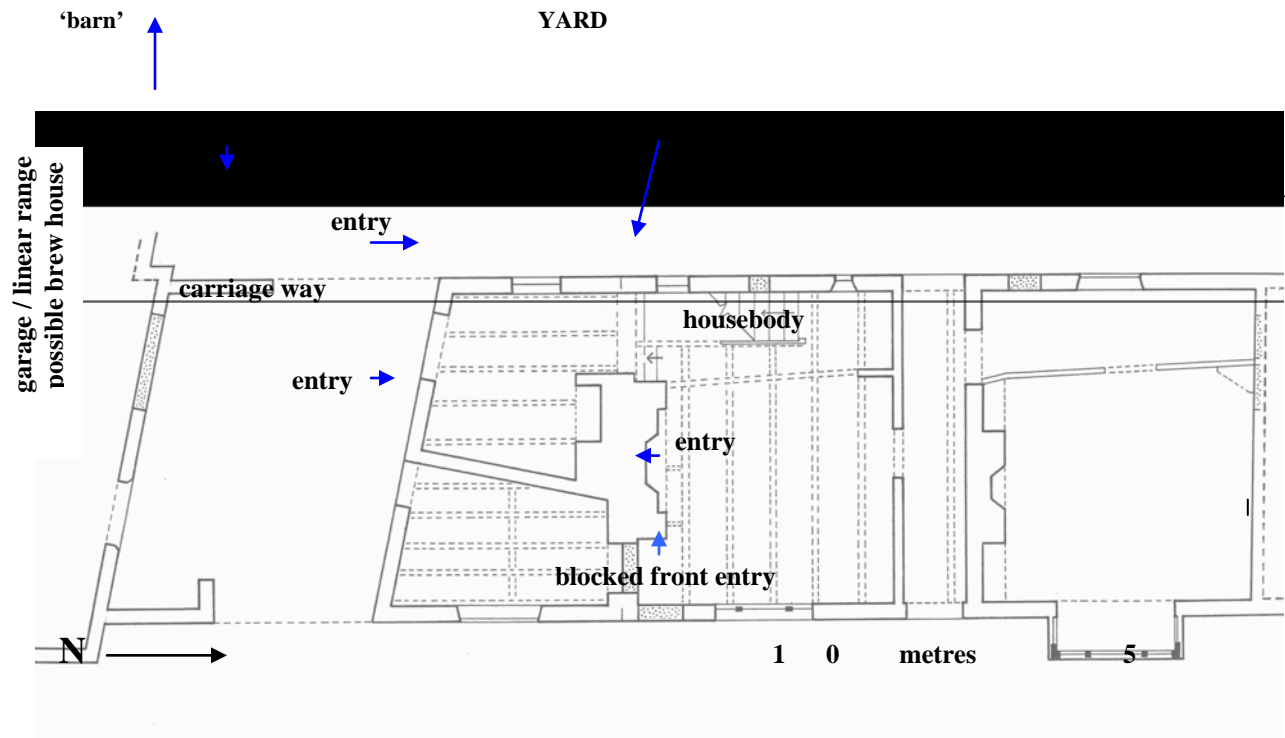 ‘barn’
YARD
garage / linear range
possible brew house
entry
carriage way
housebody
entry
entry
blocked front entry
N
1 0 metres 5